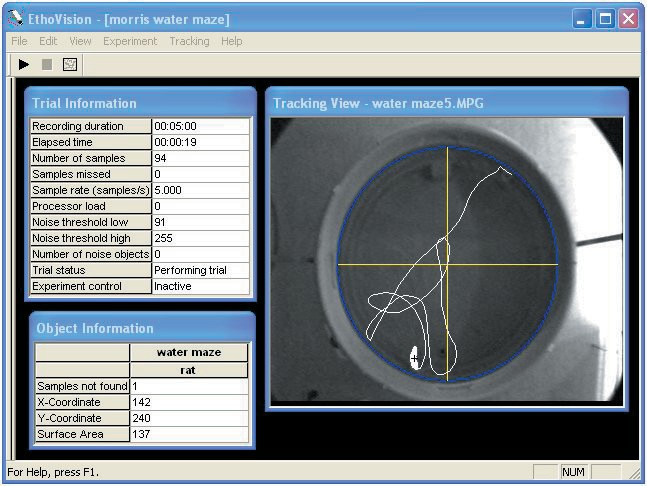 EthoVision - [morris water maze]
File Edit View Experiment Tracking Help
Trial Information
Recording duration 00:05:00
Elapsed time 00:00:19
Number of samples 94
Samples missed 0
Sample rate (samples/s) 5.000
Processor load 0
Noise threshold low 91
Noise threshold high 255
Number of noise objects 0
Trial status Performing trial
Experiment control Inactive
Object Information
water maze
rat
Samples not found 1
X-Coordinate 142
Y-Coordinate 240
Surface Area 137
Tracking View - water maze5.MPG
For Help, press F1.
NUM